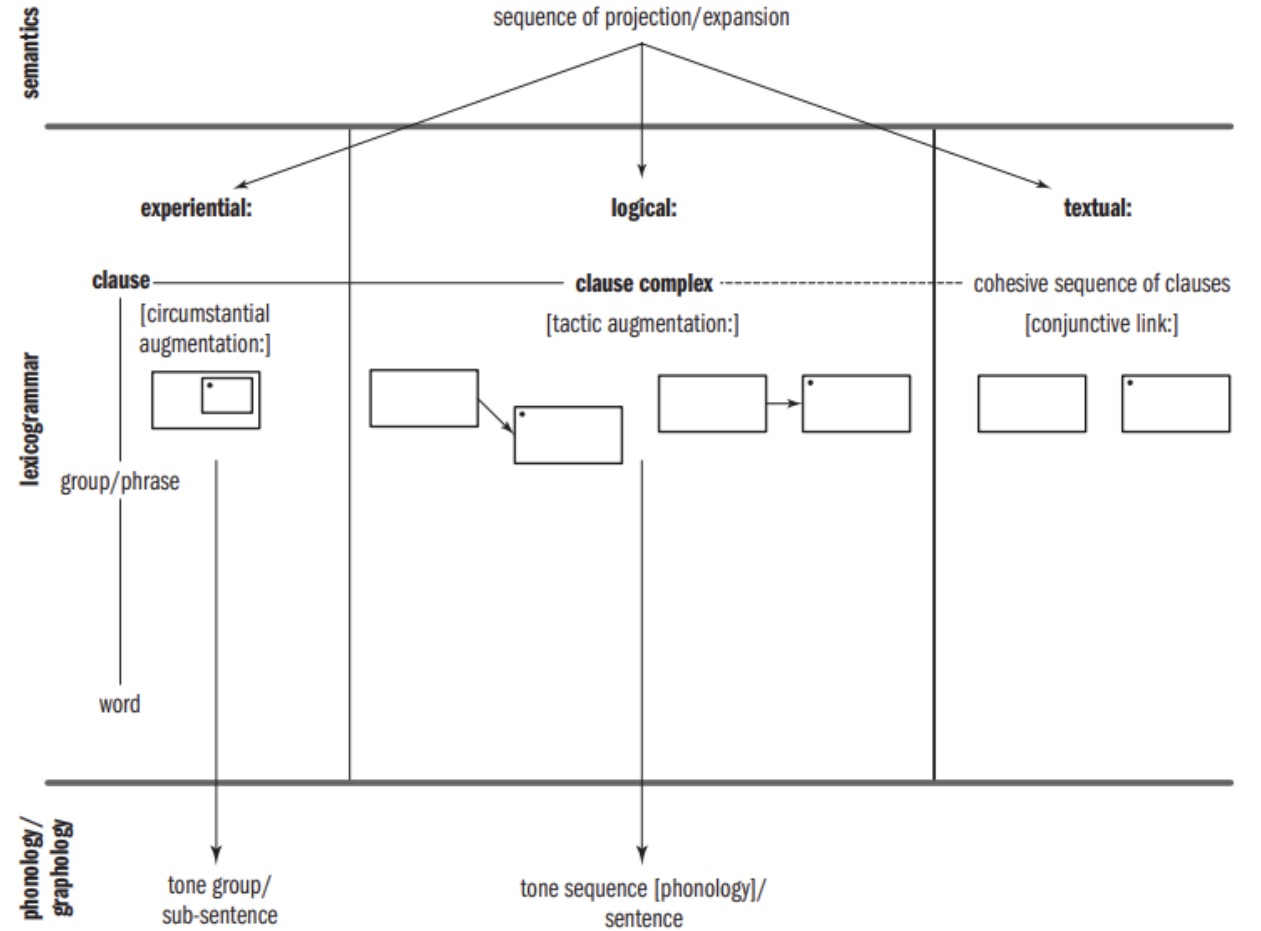 semantics
sequence of projection/expansion
experiential:
logical:
textual:
lexicogrammar
clause
clause complex
cohesive sequence of clauses
[circumstantial
augmentation:]
[tactic augmentation:]
[conjunctive link:]
group/phrase
word
phonology/
graphology
tone group/
sub-sentence
tone sequence [phonology]/
sentence